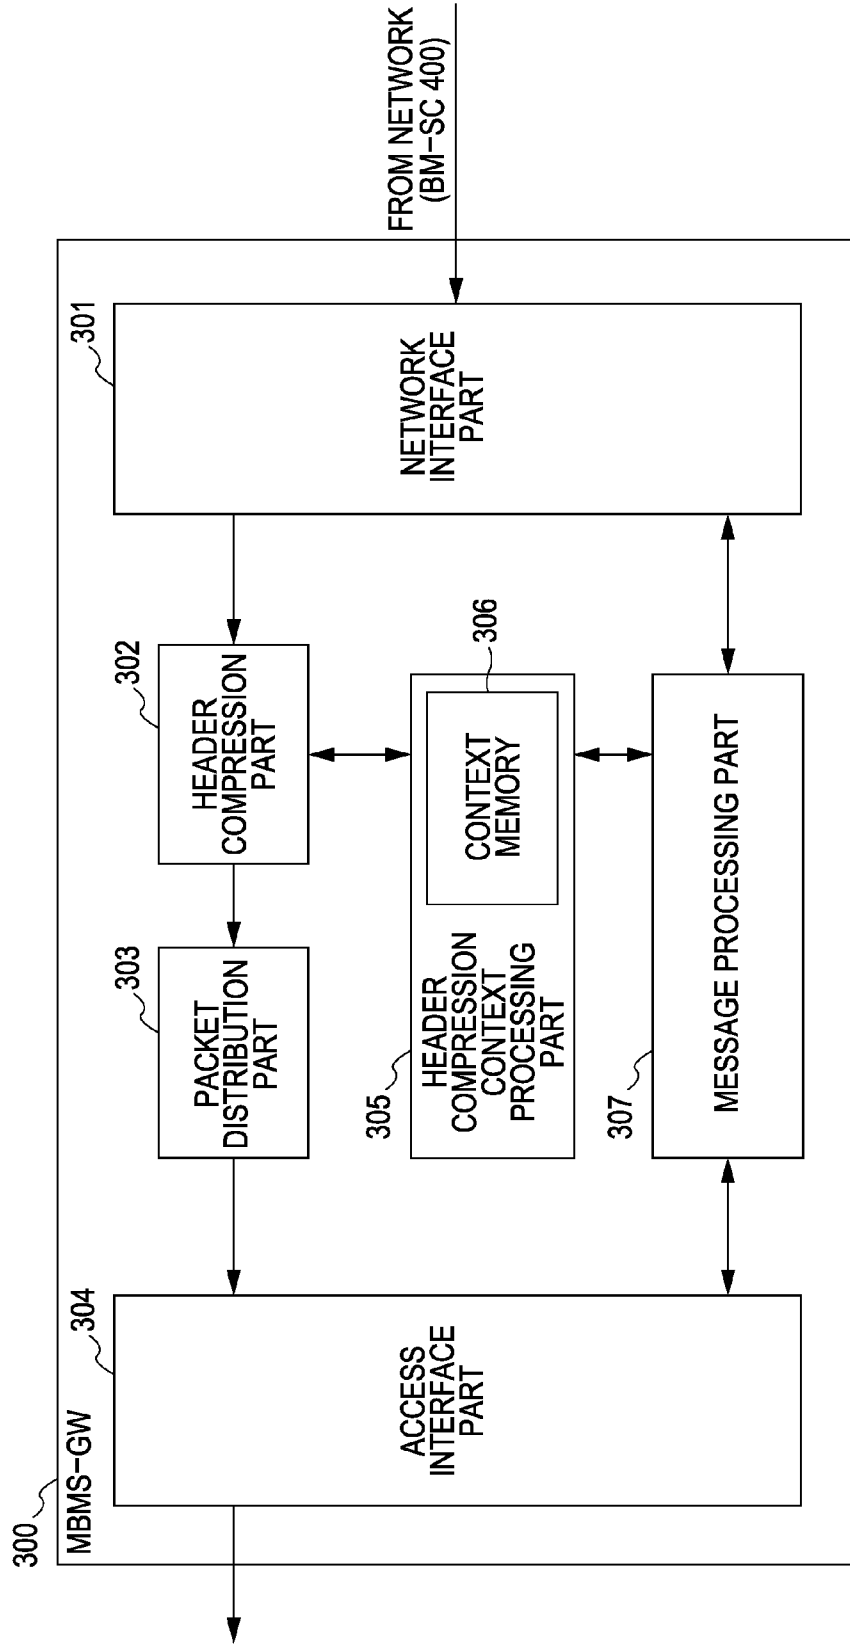 300
MBMS-GW
304
ACCESS
INTERFACE
PART
303
PACKET
DISTRIBUTION
PART
302
HEADER
COMPRESSION
PART
301
NETWORK
INTERFACE
PART
FROM NETWORK
(BM-SC 400)
305
HEADER
COMPRESSION
CONTEXT
PROCESSING
PART
306
CONTEXT
MEMORY
307
MESSAGE PROCESSING PART